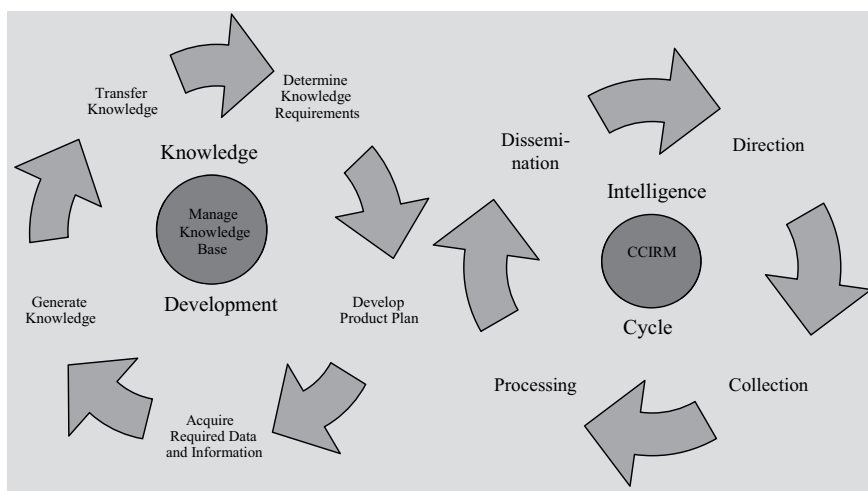 Transfer
Knowledge
Determine
Knowledge
Requirements
Knowledge
Manage
Knowledge
Base
Development
Generate
Knowledge
Develop
Product Plan
Acquire
Required Data
and Information
Dissemi-
nation
Direction
Intelligence
CCIRM
Cycle
Processing
Collection